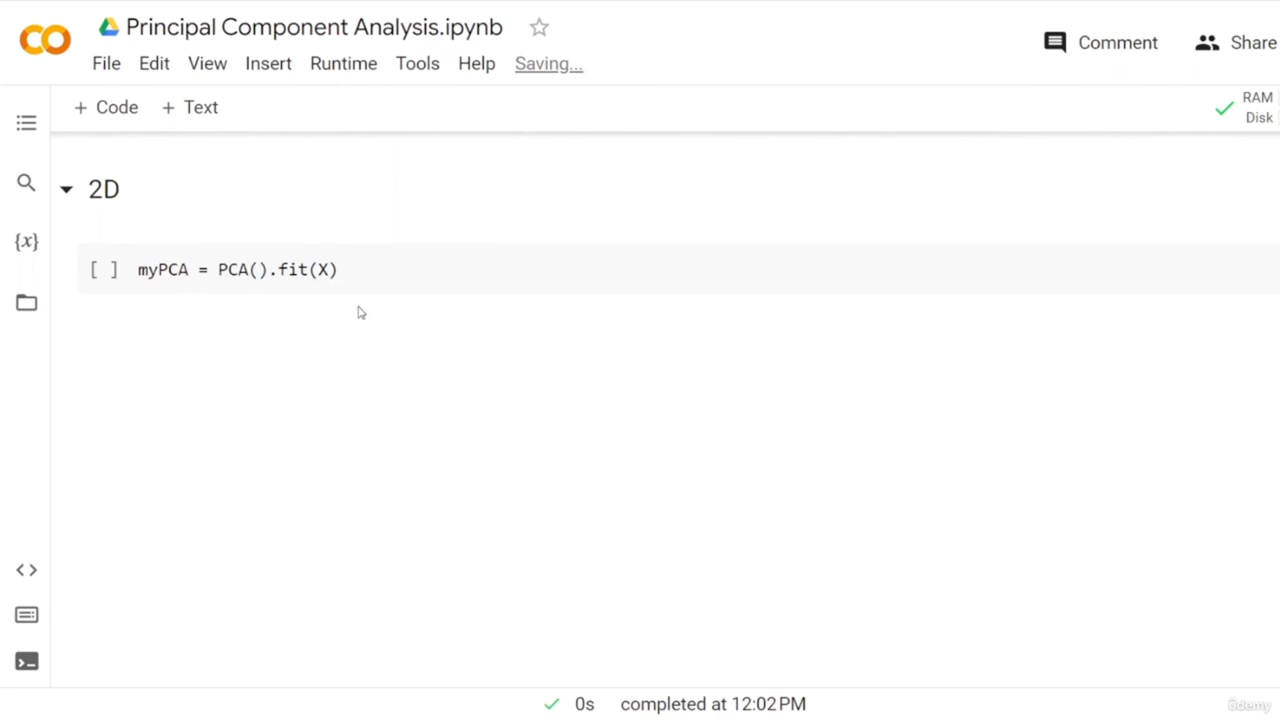 Principal Component Analysis.ipynb
File Edit View Insert Runtime Tools Help Saving...
Comment Share
+ Code + Text
RAM
Disk
{x}
2D
[ ] myPCA = PCA().fit(X)
0s completed at 12:02 PM
ûdemy